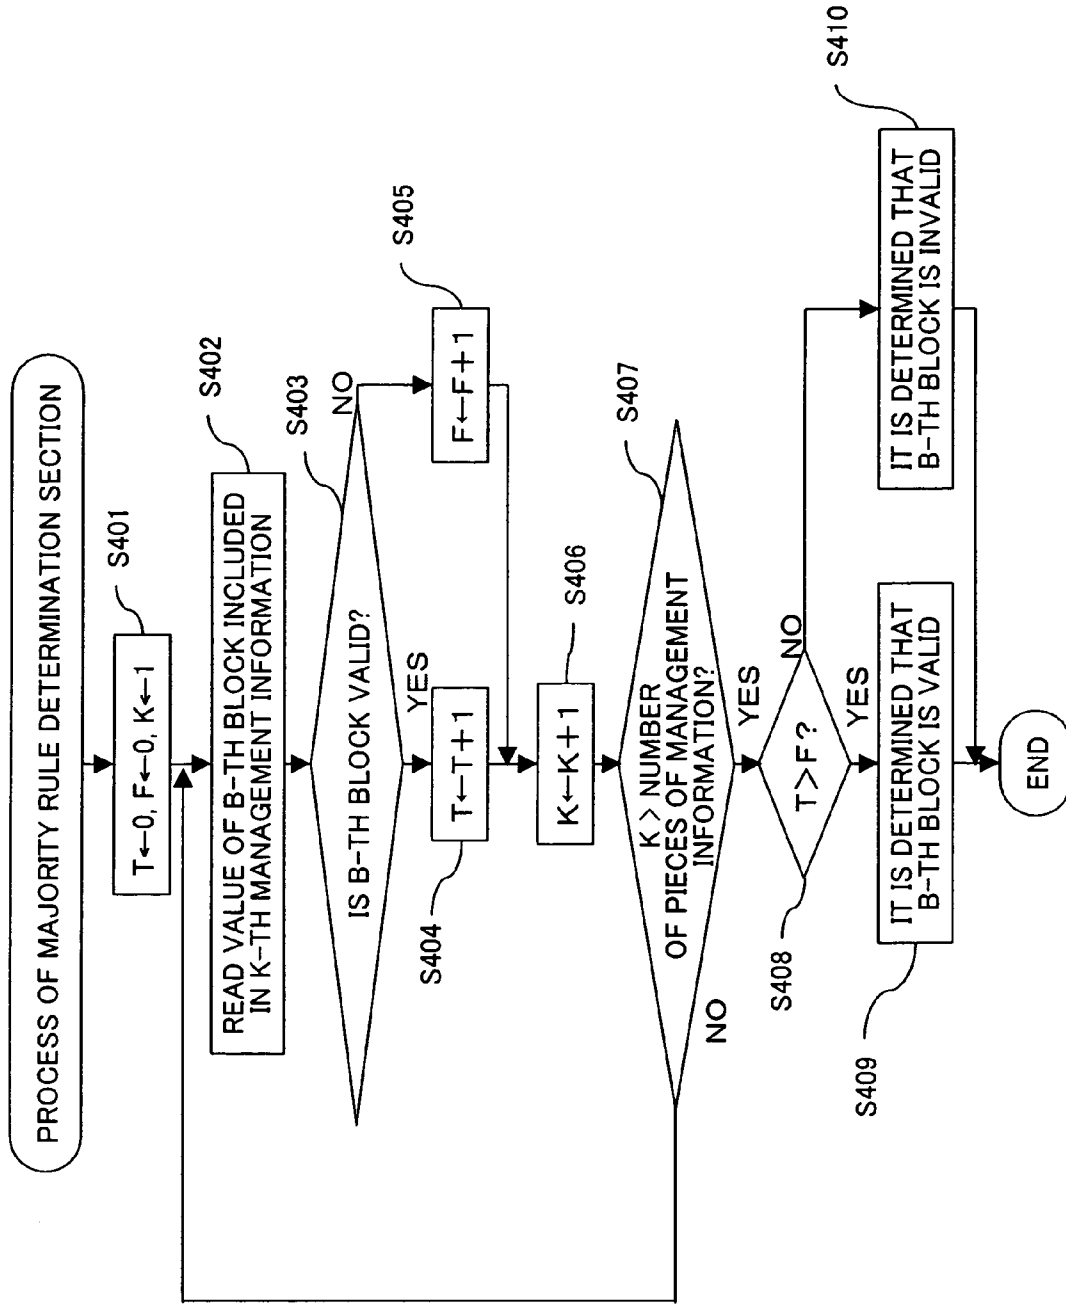 PROCESS OF MAJORITY RULE DETERMINATION SECTION
S401
T←0, F←0, K←1
S402
READ VALUE OF B-TH BLOCK INCLUDED
IN K-TH MANAGEMENT INFORMATION
S403
IS B-TH BLOCK VALID?
NO
YES
S404
T←T+1
S405
F←F+1
S406
K←K+1
S407
K > NUMBER
OF PIECES OF MANAGEMENT
INFORMATION?
NO
YES
S408
T>F?
NO
YES
S409
IT IS DETERMINED THAT
B-TH BLOCK IS VALID
S410
IT IS DETERMINED THAT
B-TH BLOCK IS INVALID
END